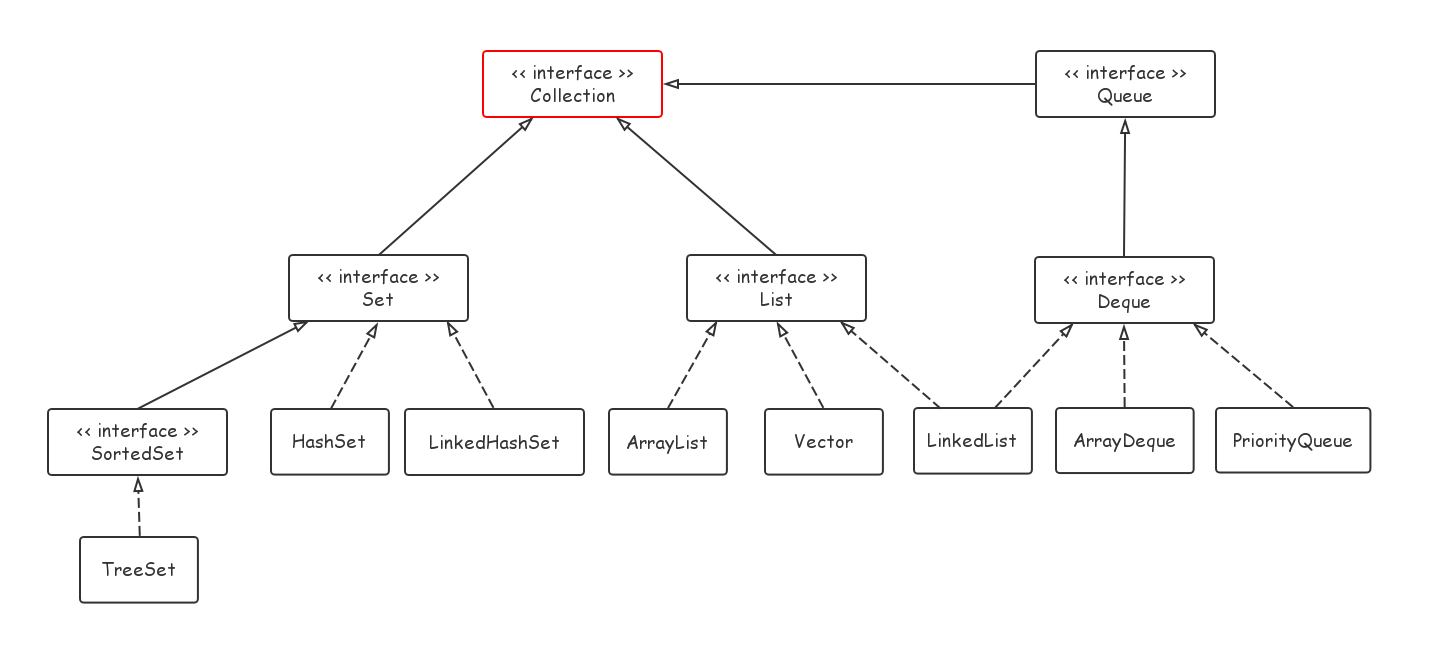 << interface >>
Collection
<< interface >>
Queue
<< interface >>
Set
<< interface >>
List
<< interface >>
Deque
<< interface >>
SortedSet
HashSet
LinkedHashSet
ArrayList
Vector
LinkedList
ArrayDeque
PriorityQueue
TreeSet